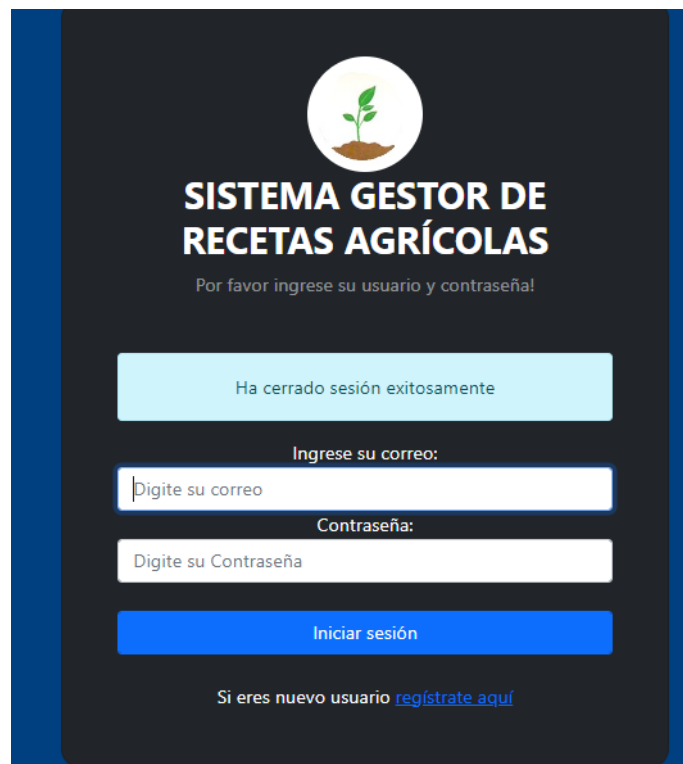 SISTEMA GESTOR DE
RECETAS AGRÍCOLAS
Por favor ingrese su usuario y contraseña!
Ha cerrado sesión exitosamente
Ingrese su correo:
Digite su correo
Contraseña:
Digite su Contraseña
Iniciar sesión
Si eres nuevo usuario regístrate aquí